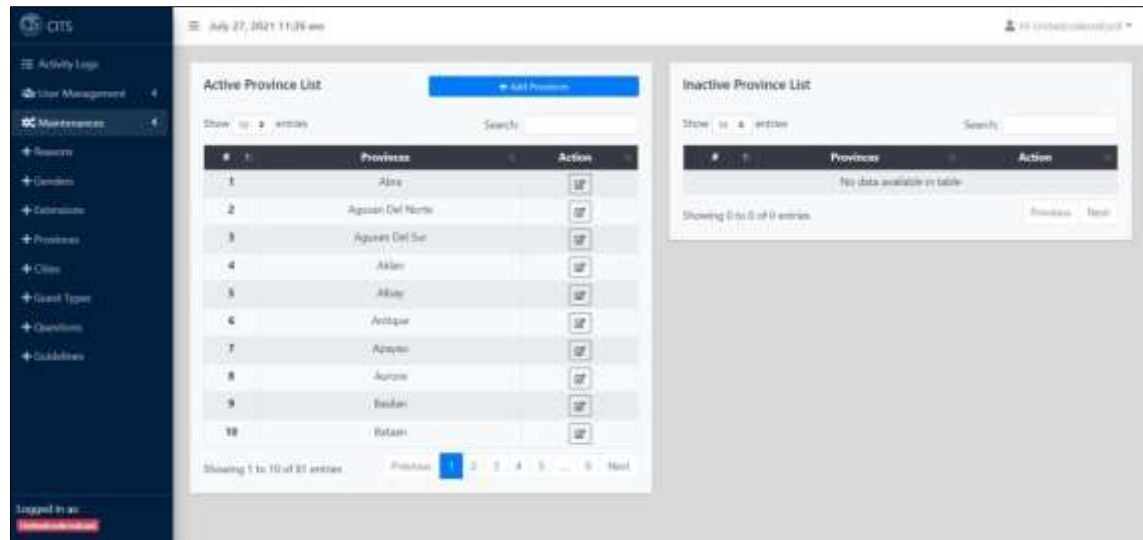 CITS
July 27, 2021 11:26 am
Activity Logs
User Management
Maintenances
Reasons
Genders
Extensions
Provinces
Cities
Guest Types
Questions
Guidelines
Logged in as:
Active Province List
+ Add Province
Show 10 entries
Search:
# Provinces Action
1 Abra
2 Agusan Del Norte
3 Agusan Del Sur
4 Aklan
5 Albay
6 Antique
7 Apayao
8 Aurora
9 Basilan
10 Bataan
Showing 1 to 10 of 81 entries
Previous 1 2 3 4 5 ... 9 Next
Inactive Province List
Show 10 entries
Search:
# Provinces Action
No data available in table
Showing 0 to 0 of 0 entries
Previous Next